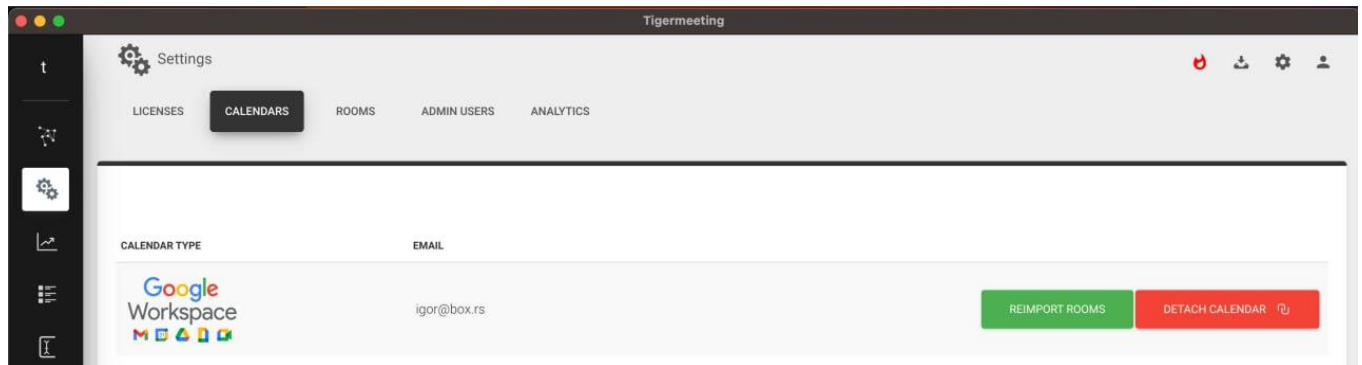 Tigermeeting
t
Settings
LICENSES CALENDARS ROOMS ADMIN USERS ANALYTICS
CALENDAR TYPE EMAIL
Google
Workspace
igor@box.rs REIMPORT ROOMS DETACH CALENDAR